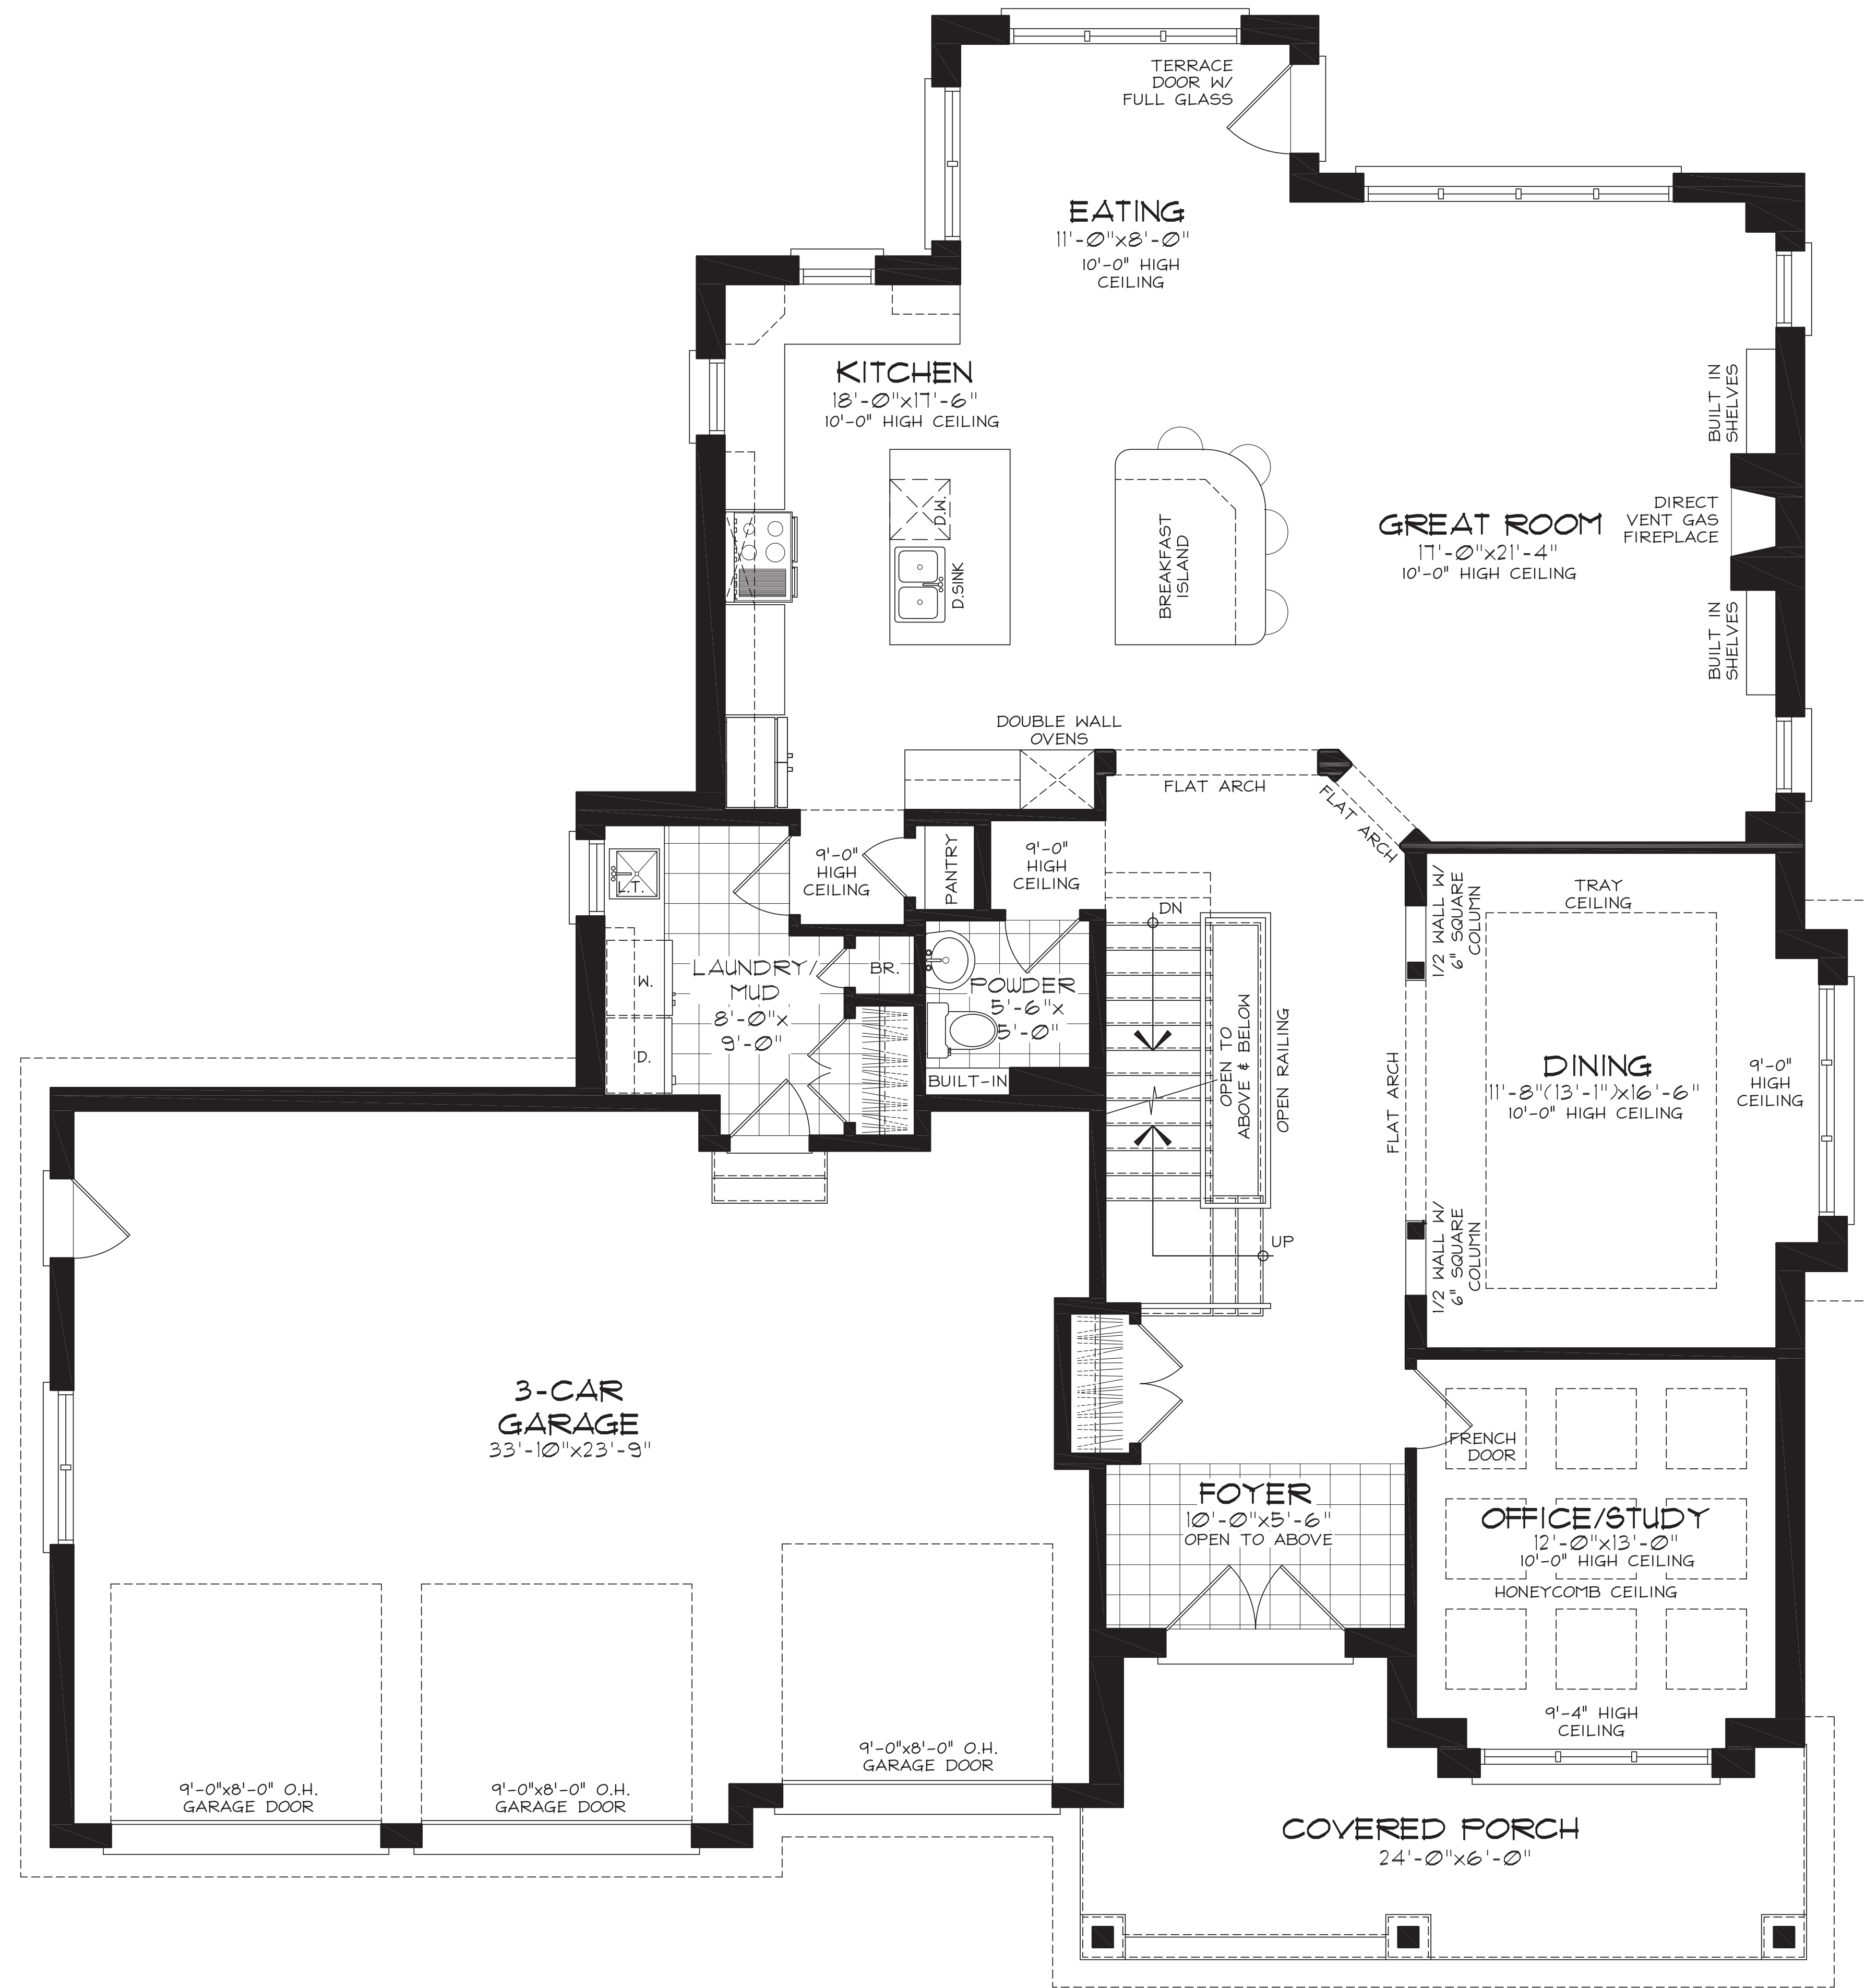 TERRACE
DOOR W/
FULL GLASS
EATING
11'-0"x8'-0"
10'-0" HIGH
CEILING
KITCHEN
18'-0"x17'-6"
10'-0" HIGH CEILING
BUILT IN
SHELVES
D.W.
D.SINK
BREAKFAST
ISLAND
GREAT ROOM
17'-0"x21'-4"
10'-0" HIGH CEILING
DIRECT
VENT GAS
FIREPLACE
BUILT IN
SHELVES
DOUBLE WALL
OVENS
FLAT ARCH
FLAT ARCH
L.T.
9'-0"
HIGH
CEILING
PANTRY
9'-0"
HIGH
CEILING
DN
1/2 WALL W/
6" SQUARE
COLUMN
TRAY
CEILING
LAUNDRY/
MUD
8'-0"x
9'-0"
W.
D.
BR.
POWDER
5'-6"x
5'-0"
BUILT-IN
OPEN TO
ABOVE & BELOW
OPEN RAILING
FLAT ARCH
DINING
11'-8"(13'-1")x16'-6"
10'-0" HIGH CEILING
9'-0"
HIGH
CEILING
UP
1/2 WALL W/
6" SQUARE
COLUMN
3-CAR
GARAGE
33'-10"x23'-9"
FRENCH
DOOR
FOYER
10'-0"x5'-6"
OPEN TO ABOVE
OFFICE/STUDY
12'-0"x13'-0"
10'-0" HIGH CEILING
HONEYCOMB CEILING
9'-4" HIGH
CEILING
9'-0"x8'-0" O.H.
GARAGE DOOR
9'-0"x8'-0" O.H.
GARAGE DOOR
9'-0"x8'-0" O.H.
GARAGE DOOR
COVERED PORCH
24'-0"x6'-0"